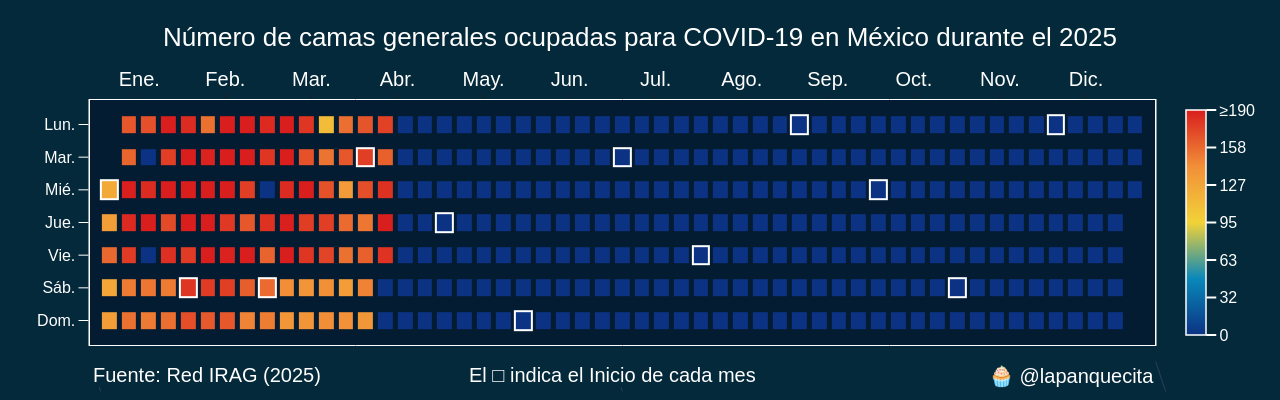 Número de camas generales ocupadas para COVID-19 en México durante el 2025
Ene. Feb. Mar. Abr. May. Jun. Jul. Ago. Sep. Oct. Nov. Dic.
Lun.
Mar.
Mié.
Jue.
Vie.
Sáb.
Dom.
≥190
158
127
95
63
32
0
Fuente: Red IRAG (2025)
El □ indica el Inicio de cada mes
🧁 @lapanquecita